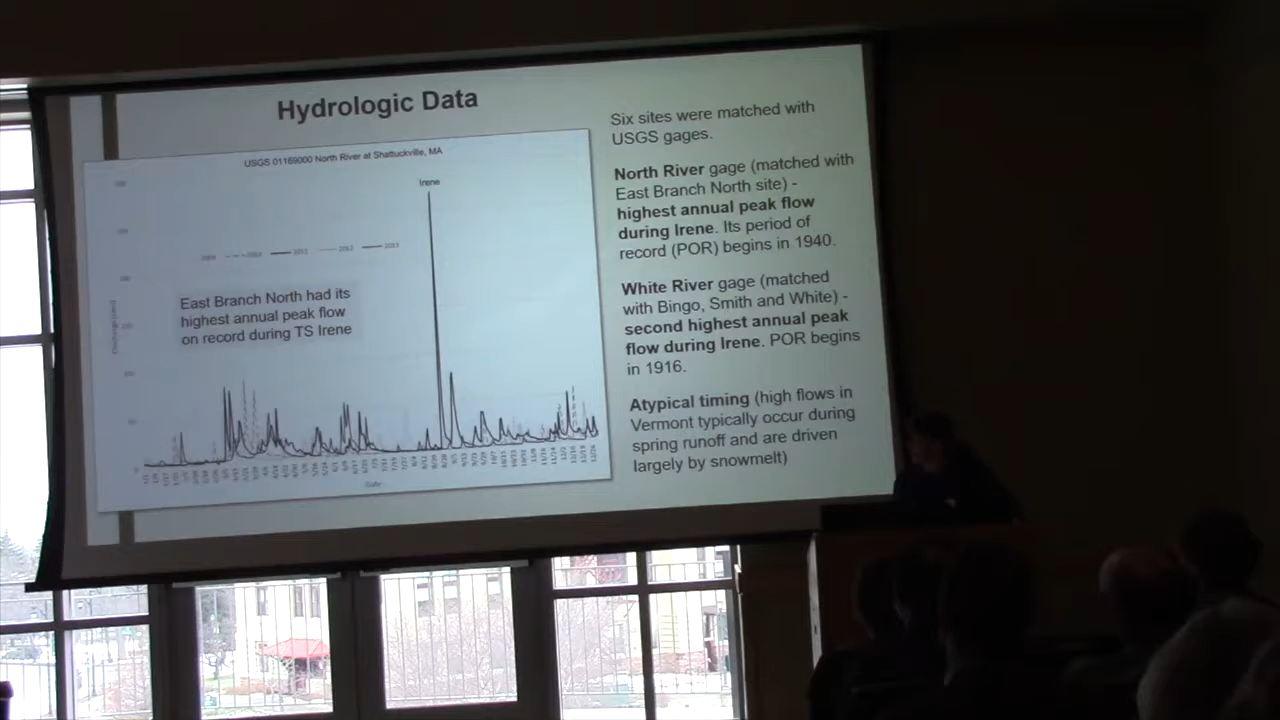 Hydrologic Data
USGS 01169000 North River at Shattuckville, MA
Irene
2011
2012
2013
East Branch North had its
highest annual peak flow
on record during TS Irene
Date
Six sites were matched with
USGS gages.
North River gage (matched with
East Branch North site) -
highest annual peak flow
during Irene. Its period of
record (POR) begins in 1940.
White River gage (matched
with Bingo, Smith and White) -
second highest annual peak
flow during Irene. POR begins
in 1916.
Atypical timing (high flows in
Vermont typically occur during
spring runoff and are driven
largely by snowmelt)